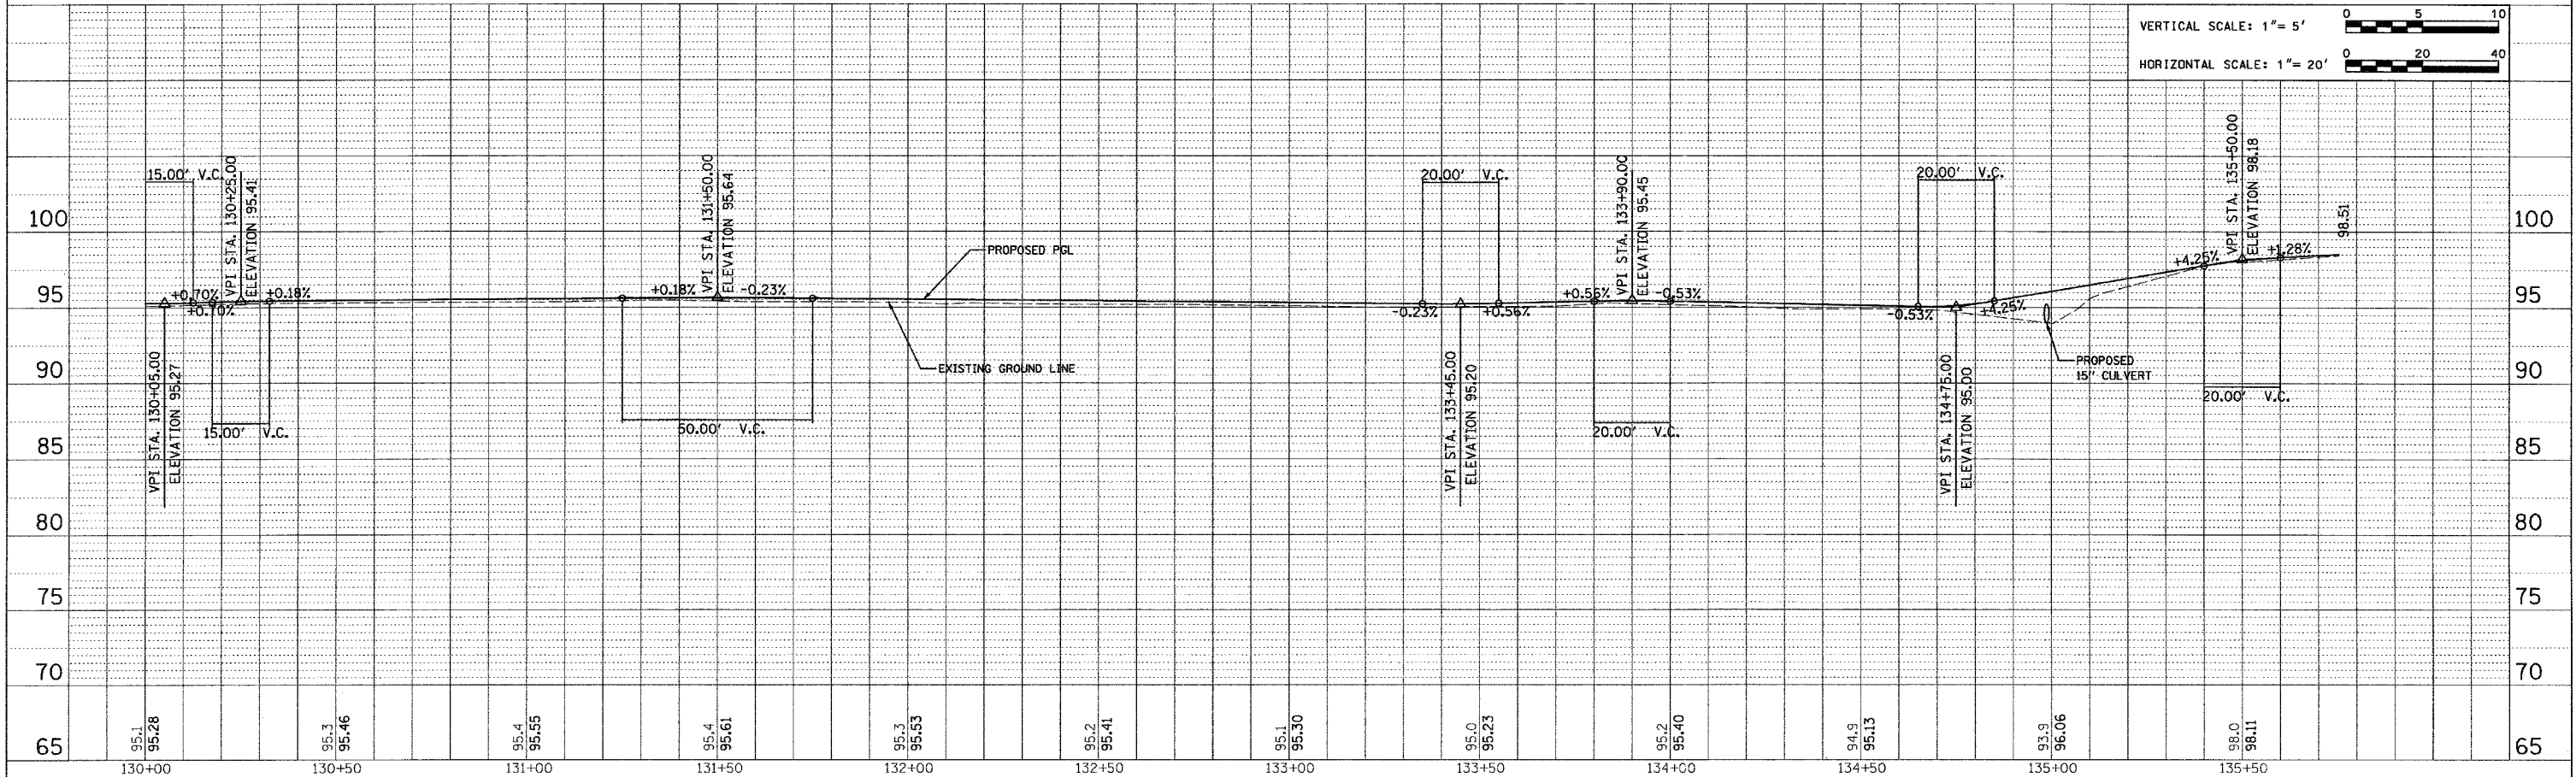 VERTICAL SCALE: 1"= 5'
0 5 10
HORIZONTAL SCALE: 1"= 20'
0 20 40
15.00' V.C.
VPI STA. 130+25.00
ELEVATION 95.41
+0.70%
+0.70%
+0.18%
VPI STA. 130+05.00
ELEVATION 95.27
15.00' V.C.
VPI STA. 131+50.00
ELEVATION 95.64
+0.18%
-0.23%
50.00' V.C.
PROPOSED PGL
EXISTING GROUND LINE
20.00' V.C.
-0.23%
+0.56%
VPI STA. 133+45.00
ELEVATION 95.20
VPI STA. 133+90.00
ELEVATION 95.45
+0.56%
-0.53%
20.00' V.C.
20.00' V.C.
-0.53%
+4.25%
VPI STA. 134+75.00
ELEVATION 95.00
PROPOSED
15" CULVERT
VPI STA. 135+50.00
ELEVATION 98.18
+4.25%
+1.28%
98.51
20.00' V.C.
100 100
95 95
90 90
85 85
80 80
75 75
70 70
65 65
95.1
95.28
95.3
95.46
95.4
95.55
95.4
95.61
95.3
95.53
95.2
95.41
95.1
95.30
95.0
95.23
95.2
95.40
94.9
95.13
93.9
96.06
98.0
98.11
130+00 130+50 131+00 131+50 132+00 132+50 133+00 133+50 134+00 134+50 135+00 135+50